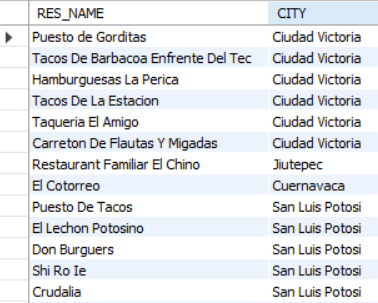 RES_NAME CITY
Puesto de Gorditas Ciudad Victoria
Tacos De Barbacoa Enfrente Del Tec Ciudad Victoria
Hamburguesas La Perica Ciudad Victoria
Tacos De La Estacion Ciudad Victoria
Taqueria El Amigo Ciudad Victoria
Carreton De Flautas Y Migadas Ciudad Victoria
Restaurant Familiar El Chino Jiutepec
El Cotorreo Cuernavaca
Puesto De Tacos San Luis Potosi
El Lechon Potosino San Luis Potosi
Don Burguers San Luis Potosi
Shi Ro Ie San Luis Potosi
Crudalia San Luis Potosi